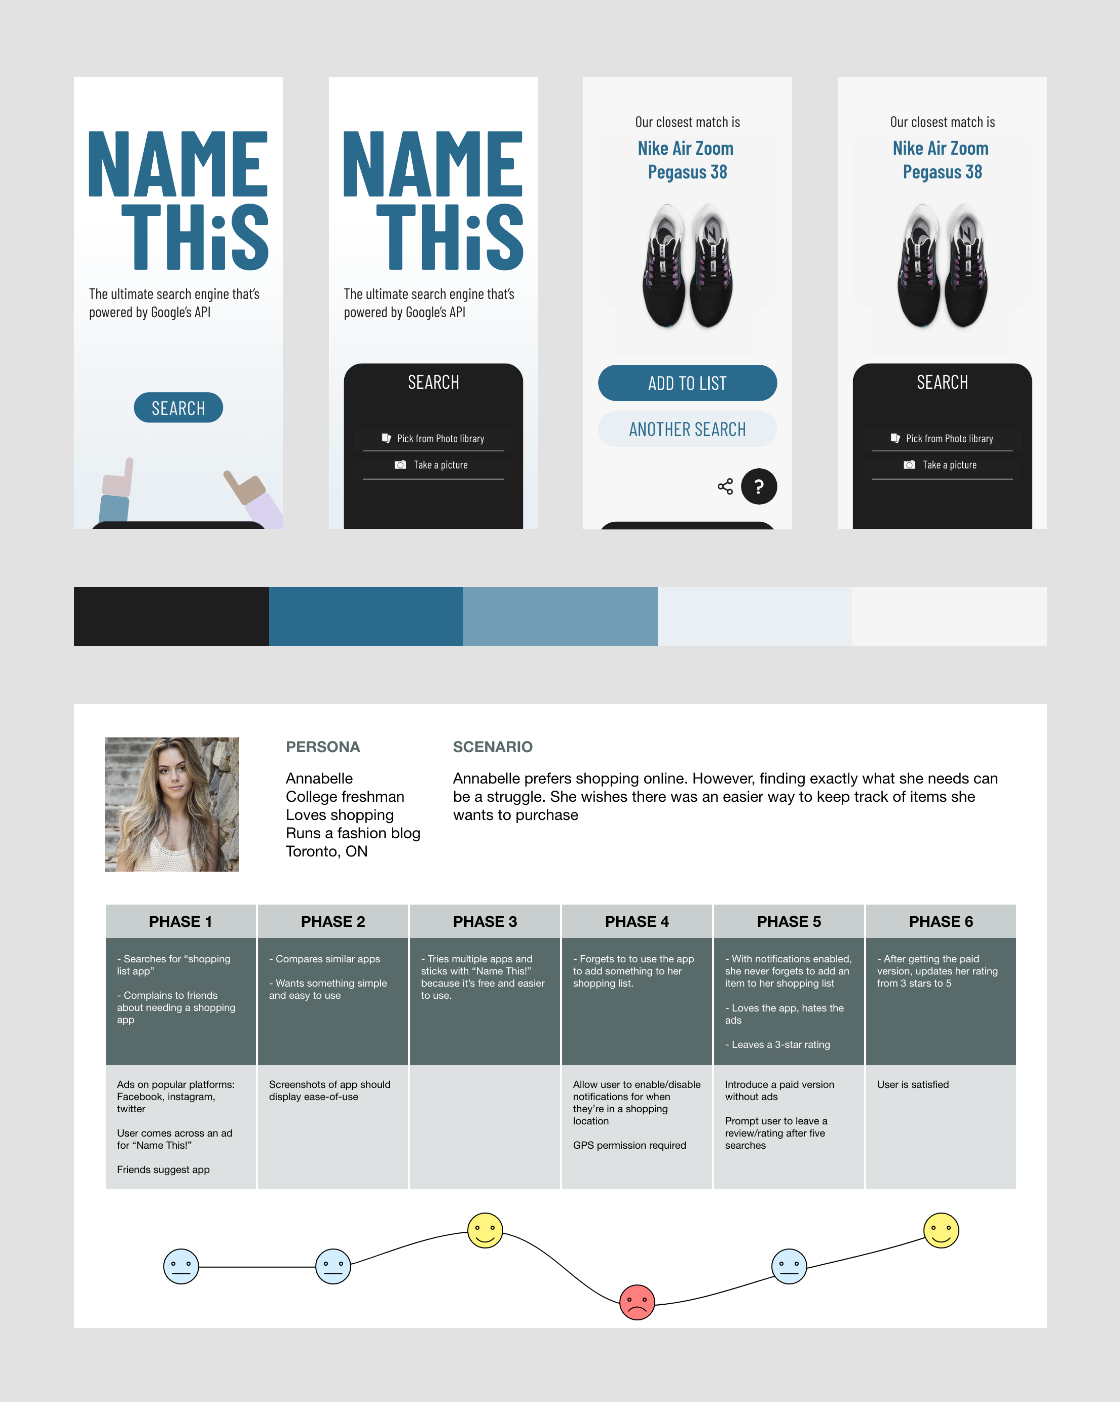 NAME
THiS
The ultimate search engine that's
powered by Google's API
SEARCH
NAME
THiS
The ultimate search engine that's
powered by Google's API
SEARCH
Pick from Photo library
Take a picture
Our closest match is
Nike Air Zoom
Pegasus 38
ADD TO LIST
ANOTHER SEARCH
?
Our closest match is
Nike Air Zoom
Pegasus 38
SEARCH
Pick from Photo library
Take a picture
PERSONA
Annabelle
College freshman
Loves shopping
Runs a fashion blog
Toronto, ON
SCENARIO
Annabelle prefers shopping online. However, finding exactly what she needs can
be a struggle. She wishes there was an easier way to keep track of items she
wants to purchase
PHASE 1
PHASE 2
PHASE 3
PHASE 4
PHASE 5
PHASE 6
- Searches for “shopping
list app”
- Complains to friends
about needing a shopping
app
- Compares similar apps
- Wants something simple
and easy to use
- Tries multiple apps and
sticks with “Name This!”
because it's free and easier
to use.
- Forgets to to use the app
to add something to her
shopping list.
- With notifications enabled,
she never forgets to add an
item to her shopping list
- Loves the app, hates the
ads
- Leaves a 3-star rating
- After getting the paid
version, updates her rating
from 3 stars to 5
Ads on popular platforms:
Facebook, instagram,
twitter
User comes across an ad
for “Name This!”
Friends suggest app
Screenshots of app should
display ease-of-use
Allow user to enable/disable
notifications for when
they're in a shopping
location
GPS permission required
Introduce a paid version
without ads
Prompt user to leave a
review/rating after five
searches
User is satisfied